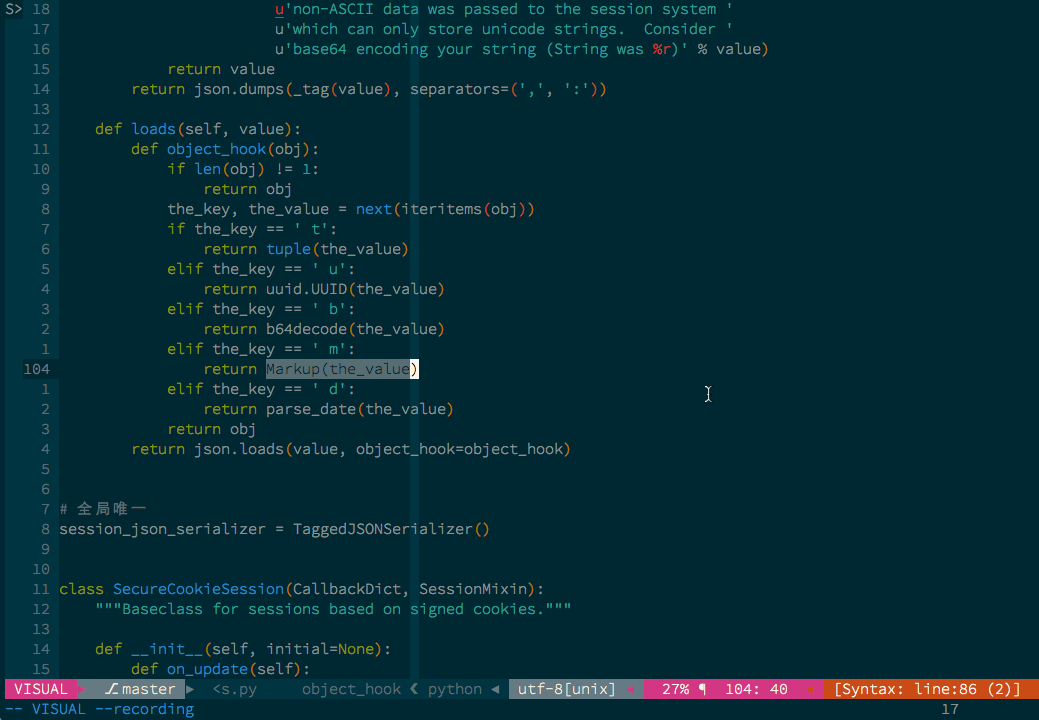 S> 18                         u'non-ASCII data was passed to the session system '
17                         u'which can only store unicode strings.  Consider '
16                         u'base64 encoding your string (String was %r)' % value)
15             return value
14         return json.dumps(_tag(value), separators=(',', ':'))
13
12     def loads(self, value):
11         def object_hook(obj):
10             if len(obj) != 1:
9                 return obj
8             the_key, the_value = next(iteritems(obj))
7             if the_key == ' t':
6                 return tuple(the_value)
5             elif the_key == ' u':
4                 return uuid.UUID(the_value)
3             elif the_key == ' b':
2                 return b64decode(the_value)
1             elif the_key == ' m':
104                 return Markup(the_value)
1             elif the_key == ' d':
2                 return parse_date(the_value)
3             return obj
4         return json.loads(value, object_hook=object_hook)
5
6
7 # 全局唯一
8 session_json_serializer = TaggedJSONSerializer()
9
10
11 class SecureCookieSession(CallbackDict, SessionMixin):
12     """Baseclass for sessions based on signed cookies."""
13
14     def __init__(self, initial=None):
15         def on_update(self):
VISUAL master <s.py object_hook python utf-8[unix] 27% ¶ 104: 40 [Syntax: line:86 (2)]
-- VISUAL --recording 17